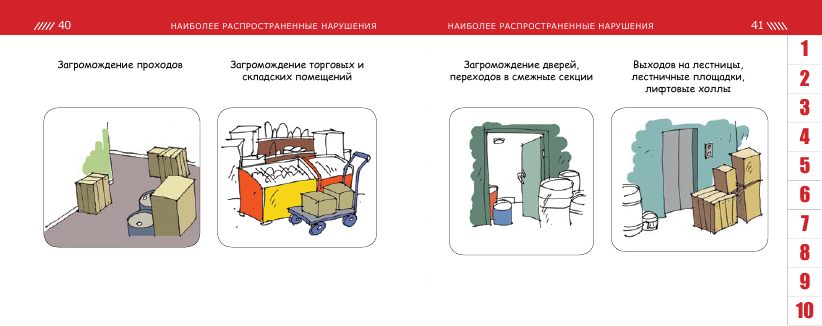 40
НАИБОЛЕЕ РАСПРОСТРАНЕННЫЕ НАРУШЕНИЯ
НАИБОЛЕЕ РАСПРОСТРАНЕННЫЕ НАРУШЕНИЯ
41
Загромождение проходов
Загромождение торговых и
складских помещений
Загромождение дверей,
переходов в смежные секции
Выходов на лестницы,
лестничные площадки,
лифтовые холлы
1
2
3
4
5
6
7
8
9
10